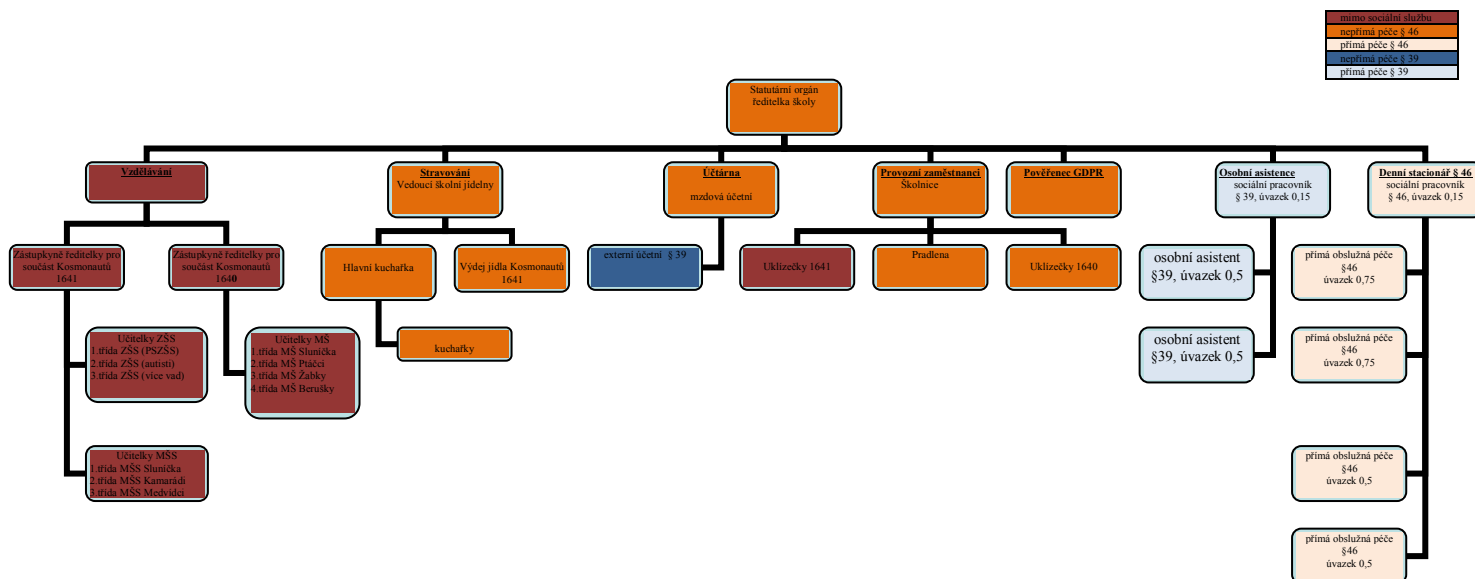 mimo sociální službu
nepřímá péče § 46
přímá péče § 46
nepřímá péče § 39
přímá péče § 39
Statutární orgán
ředitelka školy
Vzdělávání
Stravování
Vedoucí školní jídelny
Účtárna
mzdová účetní
Provozní zaměstnanci
Školnice
Pověřenec GDPR
Osobní asistence
sociální pracovník
§ 39, úvazek 0,15
Denní stacionář § 46
sociální pracovník
§ 46, úvazek 0,15
Zástupkyně ředitelky pro
součást Kosmonautů
1641
Zástupkyně ředitelky pro
součást Kosmonautů
1640
Hlavní kuchařka
Výdej jídla Kosmonautů
1641
externí účetní § 39
Uklízečky 1641
Pradlena
Uklízečky 1640
osobní asistent
§39, úvazek 0,5
přímá obslužná péče
§46
úvazek 0,75
Učitelky ZŠS
1.třída ZŠS (PSZŠS)
2.třída ZŠS (autisti)
3.třída ZŠS (více vad)
Učitelky MŠ
1.třída MŠ Sluníčka
2.třída MŠ Ptáčci
3.třída MŠ Žabky
4.třída MŠ Berušky
kuchařky
osobní asistent
§39, úvazek 0,5
přímá obslužná péče
§46
úvazek 0,75
Učitelky MŠS
1.třída MŠS Sluníčka
2.třída MŠS Kamarádi
3.třída MŠS Medvídci
přímá obslužná péče
§46
úvazek 0,5
přímá obslužná péče
§46
úvazek 0,5